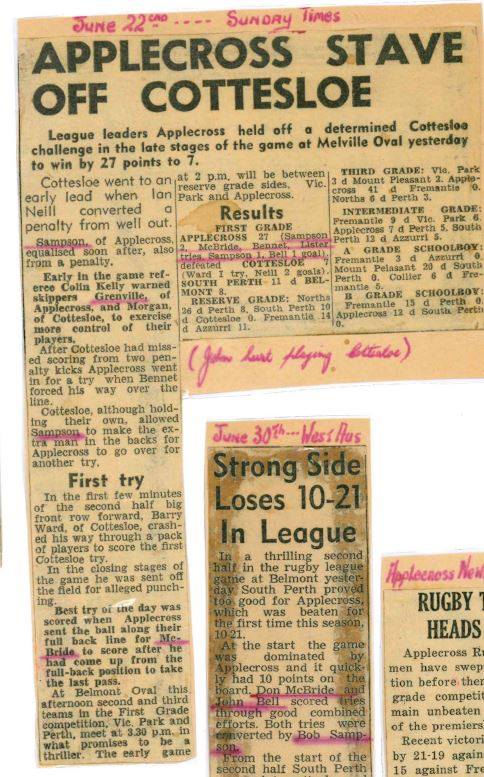 JUNE 22ND ---- SUNDAY TIMES
APPLECROSS STAVE
OFF COTTESLOE
League leaders Applecross held off a determined Cottesloe
challenge in the late stages of the game at Melville Oval yesterday
to win by 27 points to 7.
Cottesloe went to an
early lead when Ian
Neill converted a
penalty from well out.
Sampson, of Applecross,
equalised soon after, also
from a penalty.
Early in the game ref-
eree Colin Kelly warned
skippers Grenville, of
Applecross, and Morgan,
of Cottesloe, to exercise
more control of their
players.
After Cottesloe had miss-
ed scoring from two pen-
alty kicks Applecross went
in for a try when Bennet
forced his way over the
line.
Cottesloe, although hold-
ing their own, allowed
Sampson to make the ex-
tra man in the backs for
Applecross to go over for
another try.
First try
In the first few minutes
of the second half big
front row forward, Barry
Ward, of Cottesloe, crash-
ed his way through a pack
of players to score the first
Cottesloe try.
In the closing stages of
the game he was sent off
the field for alleged punch-
ing.
Best try of the day was
scored when Applecross
sent the ball along their
full back line for Mc-
Bride to score after he
had come up from the
full-back position to take
the last pass.
At Belmont Oval this
afternoon second and third
teams in the First Grade
competition, Vic. Park and
Perth, meet at 3.30 p.m. in
what promises to be a
thriller. The early game
at 2 p.m. will be between
reserve grade sides, Vic.
Park and Applecross.
Results
FIRST GRADE
APPLECROSS 27 (Sampson
2, McBride, Bennet, Lister
tries, Sampson 1, Bell 1 goal),
defeated COTTESLOE 7
(Ward 1 try, Neill 2 goals).
SOUTH PERTH 11 d BEL-
MONT 8.
RESERVE GRADE: Norths
26 d Perth 8, South Perth 10
d Cottesloe 0, Fremantle 14
d Azzurri 11.
THIRD GRADE: Vic. Park
3 d Mount Pleasant 2. Apple-
cross 41 d Fremantle 0.
Norths 6 d Perth 3.
INTERMEDIATE GRADE:
Fremantle 9 d Vic. Park 6.
Applecross 7 d Perth 5. South
Perth 12 d Azzurri 5.
A GRADE SCHOOLBOY:
Fremantle 3 d Azzurri 0.
Mount Pelasant 20 d South
Perth 0. Collier 8 d Fre-
mantle 5.
B GRADE SCHOOLBOY:
Fremantle 15 d Perth 0.
Applecross 12 d South Perth
0.
(John hurt playing Cottesloe)
JUNE 30TH --- West Aus
Strong Side
Loses 10-21
In League
In a thrilling second
half in the rugby league
game at Belmont yester-
day South Perth proved
too good for Applecross,
which was beaten for
the first time this season,
10-21.
At the start the game
was dominated by
Applecross and it quick-
ly had 10 points on the
board. Don McBride and
John Bell scored tries
through good combined
efforts. Both tries were
converted by Bob Samp-
son.
From the start of the
second half South Perth
Applecross New
RUGBY T
HEADS
Applecross Ru
men have swep
tion before then
grade competit
main unbeaten
of the premiers
Recent victori
by 21-19 again
15 against Fre